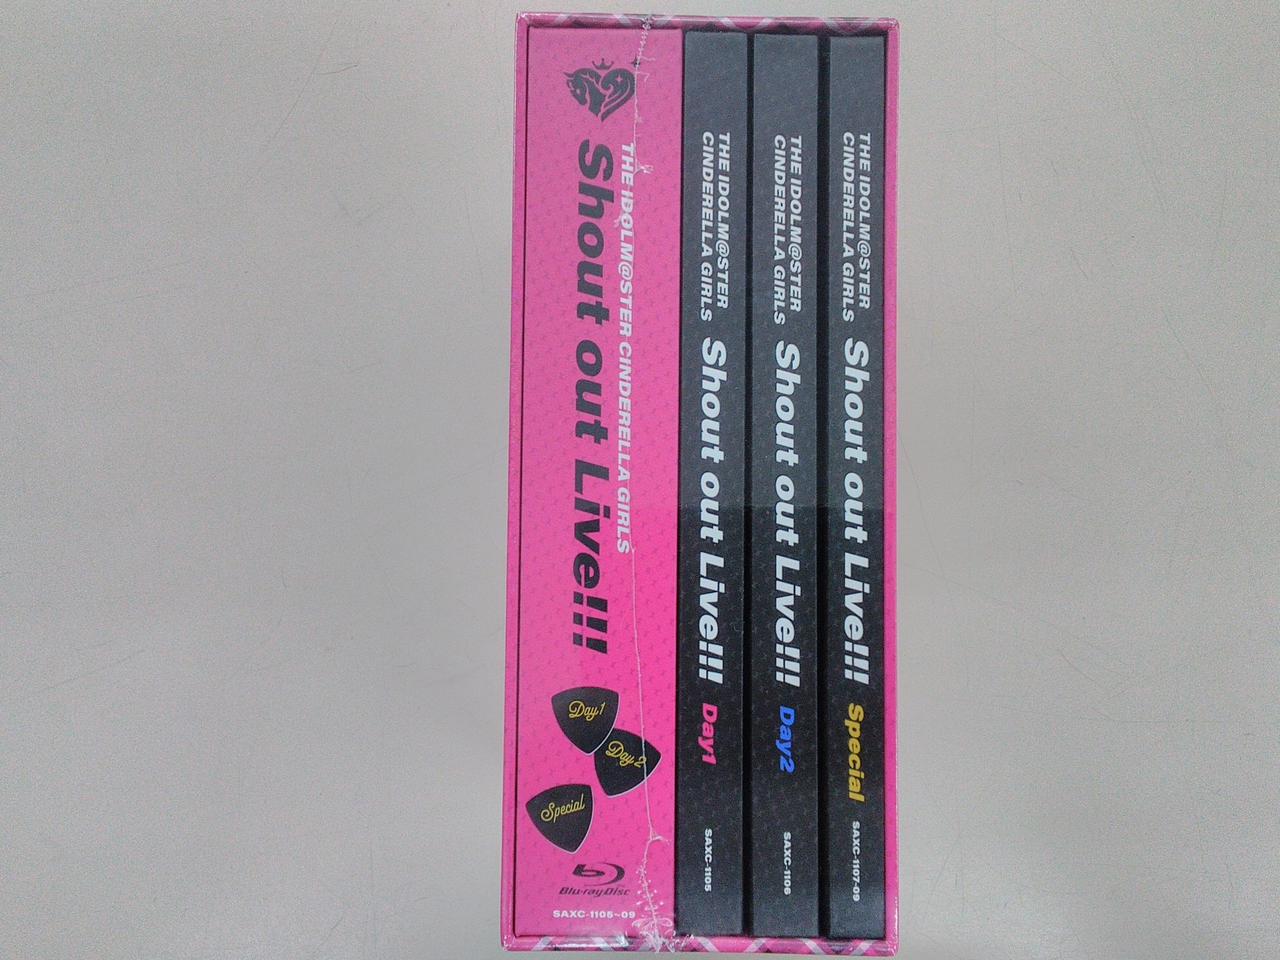 THE IDOLM@STER CINDERELLA GIRLS
Shout out Live!!!
Day1
Day2
Special
Blu-ray Disc
SAXC-1105~09
THE IDOLM@STER
CINDERELLA GIRLS
Shout out Live!!! Day1
SAXC-1105
THE IDOLM@STER
CINDERELLA GIRLS
Shout out Live!!! Day2
SAXC-1106
THE IDOLM@STER
CINDERELLA GIRLS
Shout out Live!!! Special
SAXC-1107-09